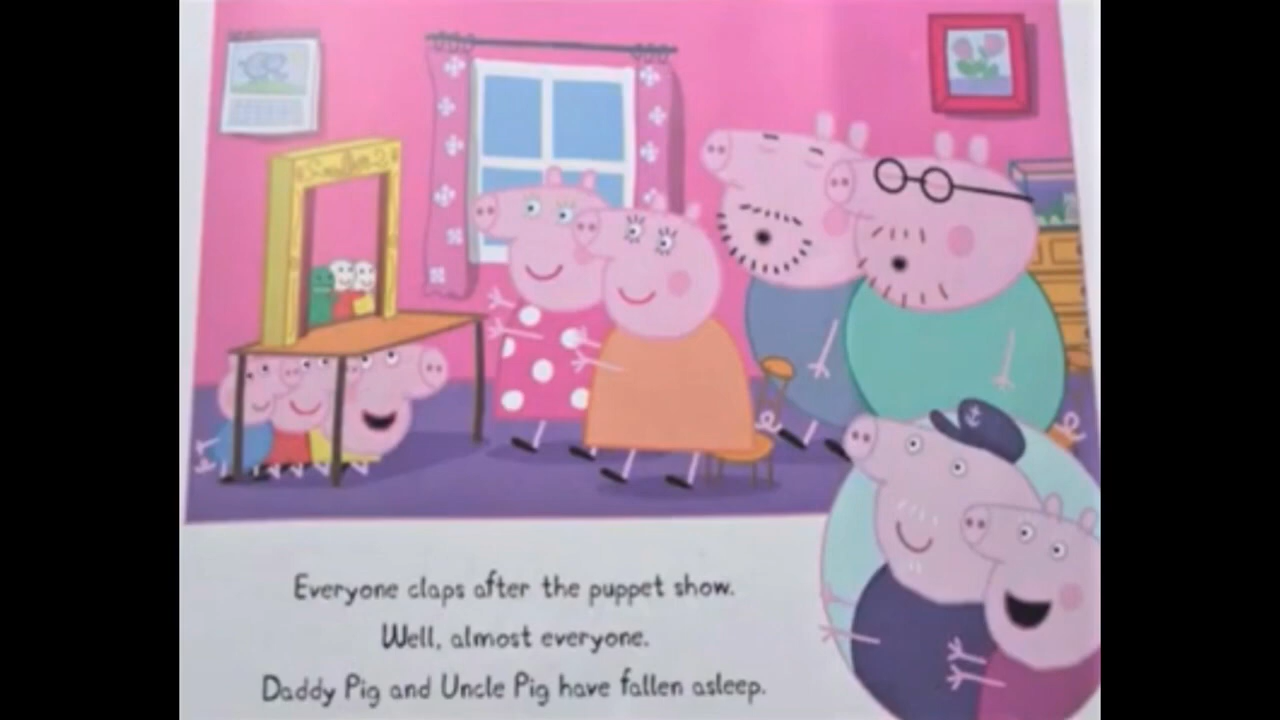 Everyone claps after the puppet show.
Well, almost everyone.
Daddy Pig and Uncle Pig have fallen asleep.